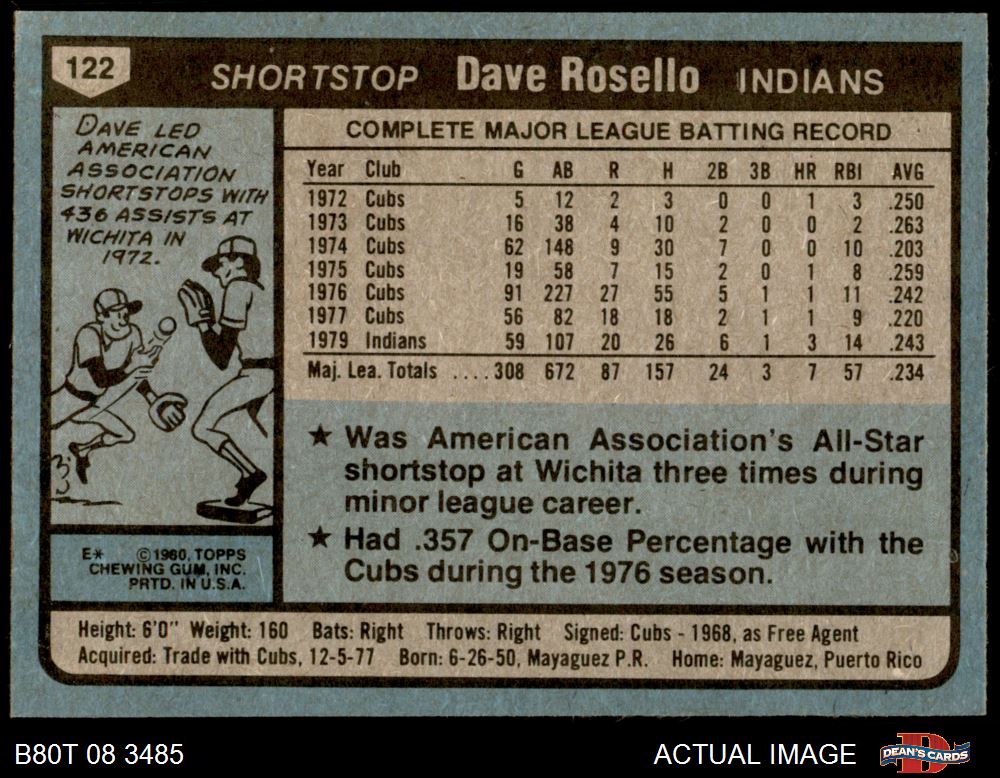 122
SHORTSTOP Dave Rosello INDIANS
DAVE LED
AMERICAN
ASSOCIATION
SHORTSTOPS WITH
436 ASSISTS AT
WICHITA IN
1972.
E* © 1980, TOPPS
CHEWING GUM, INC.
PRTD. IN U.S.A.
COMPLETE MAJOR LEAGUE BATTING RECORD
Year Club G AB R H 2B 3B HR RBI AVG
1972 Cubs 5 12 2 3 0 0 1 3 .250
1973 Cubs 16 38 4 10 2 0 0 2 .263
1974 Cubs 62 148 9 30 7 0 0 10 .203
1975 Cubs 19 58 7 15 2 0 1 8 .259
1976 Cubs 91 227 27 55 5 1 1 11 .242
1977 Cubs 56 82 18 18 2 1 1 9 .220
1979 Indians 59 107 20 26 6 1 3 14 .243
Maj. Lea. Totals ....308 672 87 157 24 3 7 57 .234
★ Was American Association's All-Star
shortstop at Wichita three times during
minor league career.
★ Had .357 On-Base Percentage with the
Cubs during the 1976 season.
Height: 6'0" Weight: 160 Bats: Right Throws: Right Signed: Cubs - 1968, as Free Agent
Acquired: Trade with Cubs, 12-5-77 Born: 6-26-50, Mayaguez P.R. Home: Mayaguez, Puerto Rico
B80T 08 3485 ACTUAL IMAGE DEAN'S CARDS